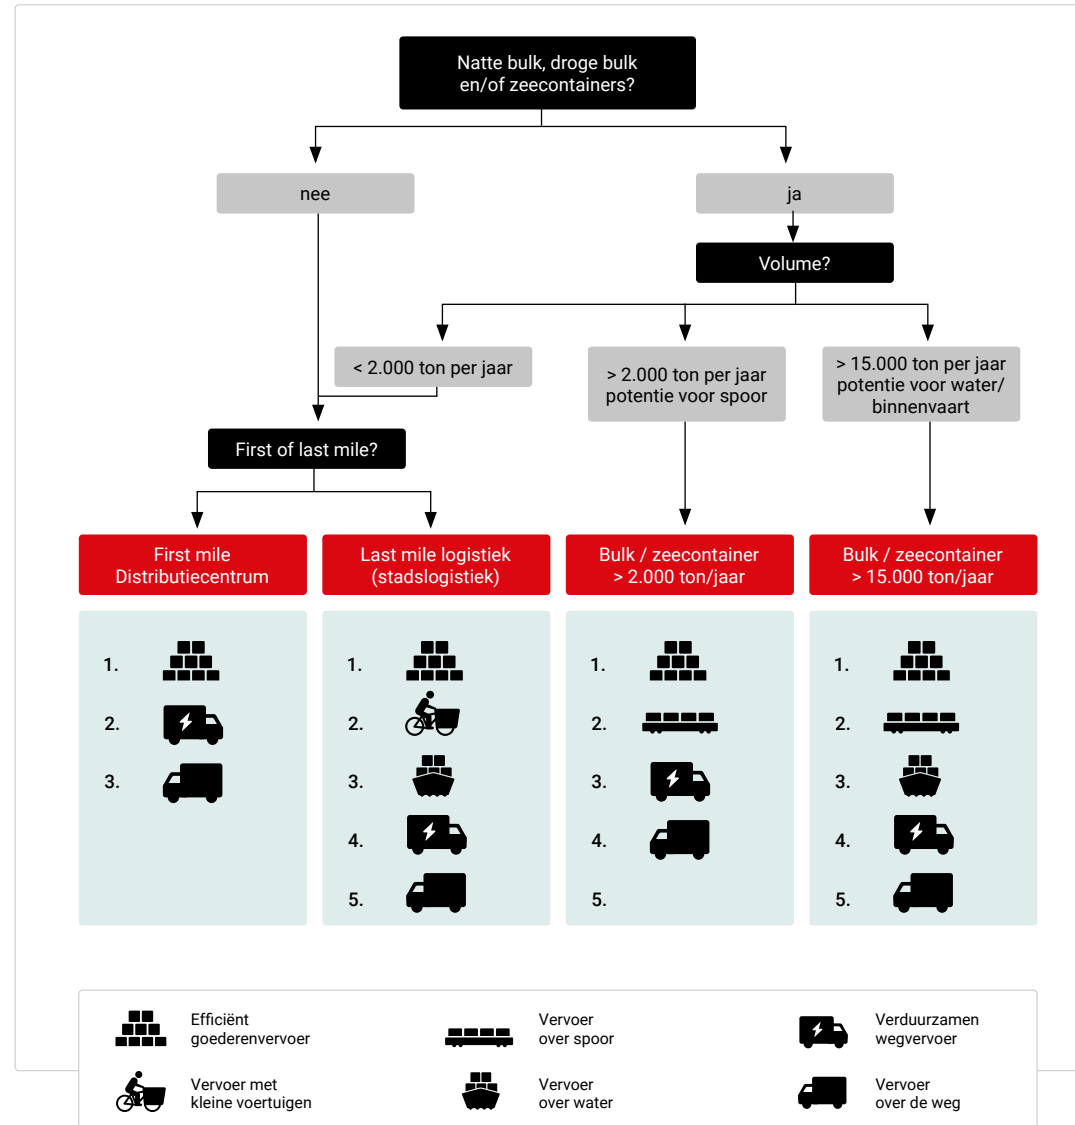 Natte bulk, droge bulk
en/of zeecontainers?
nee
ja
Volume?
< 2.000 ton per jaar
> 2.000 ton per jaar
potentie voor spoor
> 15.000 ton per jaar
potentie voor water/
binnenvaart
First of last mile?
First mile
Distributiecentrum
Last mile logistiek
(stadslogistiek)
Bulk / zeecontainer
> 2.000 ton/jaar
Bulk / zeecontainer
> 15.000 ton/jaar
1.
2.
3.
1.
2.
3.
4.
5.
1.
2.
3.
4.
5.
1.
2.
3.
4.
5.
Efficiënt
goederenvervoer
Vervoer
over spoor
Verduurzamen
wegvervoer
Vervoer met
kleine voertuigen
Vervoer
over water
Vervoer
over de weg